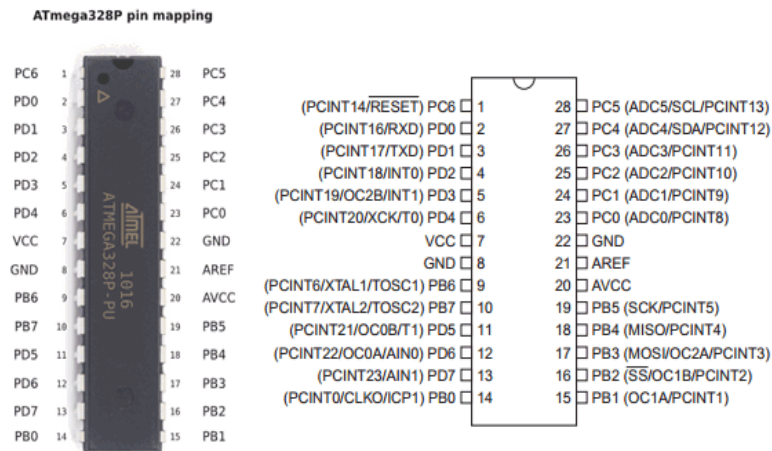 ATmega328P pin mapping
PC6 1 28 PC5
PD0 2 27 PC4
PD1 3 26 PC3
PD2 4 25 PC2
PD3 5 24 PC1
PD4 6 23 PC0
VCC 7 22 GND
GND 8 21 AREF
PB6 9 20 AVCC
PB7 10 19 PB5
PD5 11 18 PB4
PD6 12 17 PB3
PD7 13 16 PB2
PB0 14 15 PB1
ATMEL 1016
ATMEGA328P-PU
(PCINT14/RESET) PC6 1 28 PC5 (ADC5/SCL/PCINT13)
(PCINT16/RXD) PD0 2 27 PC4 (ADC4/SDA/PCINT12)
(PCINT17/TXD) PD1 3 26 PC3 (ADC3/PCINT11)
(PCINT18/INT0) PD2 4 25 PC2 (ADC2/PCINT10)
(PCINT19/OC2B/INT1) PD3 5 24 PC1 (ADC1/PCINT9)
(PCINT20/XCK/T0) PD4 6 23 PC0 (ADC0/PCINT8)
VCC 7 22 GND
GND 8 21 AREF
(PCINT6/XTAL1/TOSC1) PB6 9 20 AVCC
(PCINT7/XTAL2/TOSC2) PB7 10 19 PB5 (SCK/PCINT5)
(PCINT21/OC0B/T1) PD5 11 18 PB4 (MISO/PCINT4)
(PCINT22/OC0A/AIN0) PD6 12 17 PB3 (MOSI/OC2A/PCINT3)
(PCINT23/AIN1) PD7 13 16 PB2 (SS/OC1B/PCINT2)
(PCINT0/CLKO/ICP1) PB0 14 15 PB1 (OC1A/PCINT1)